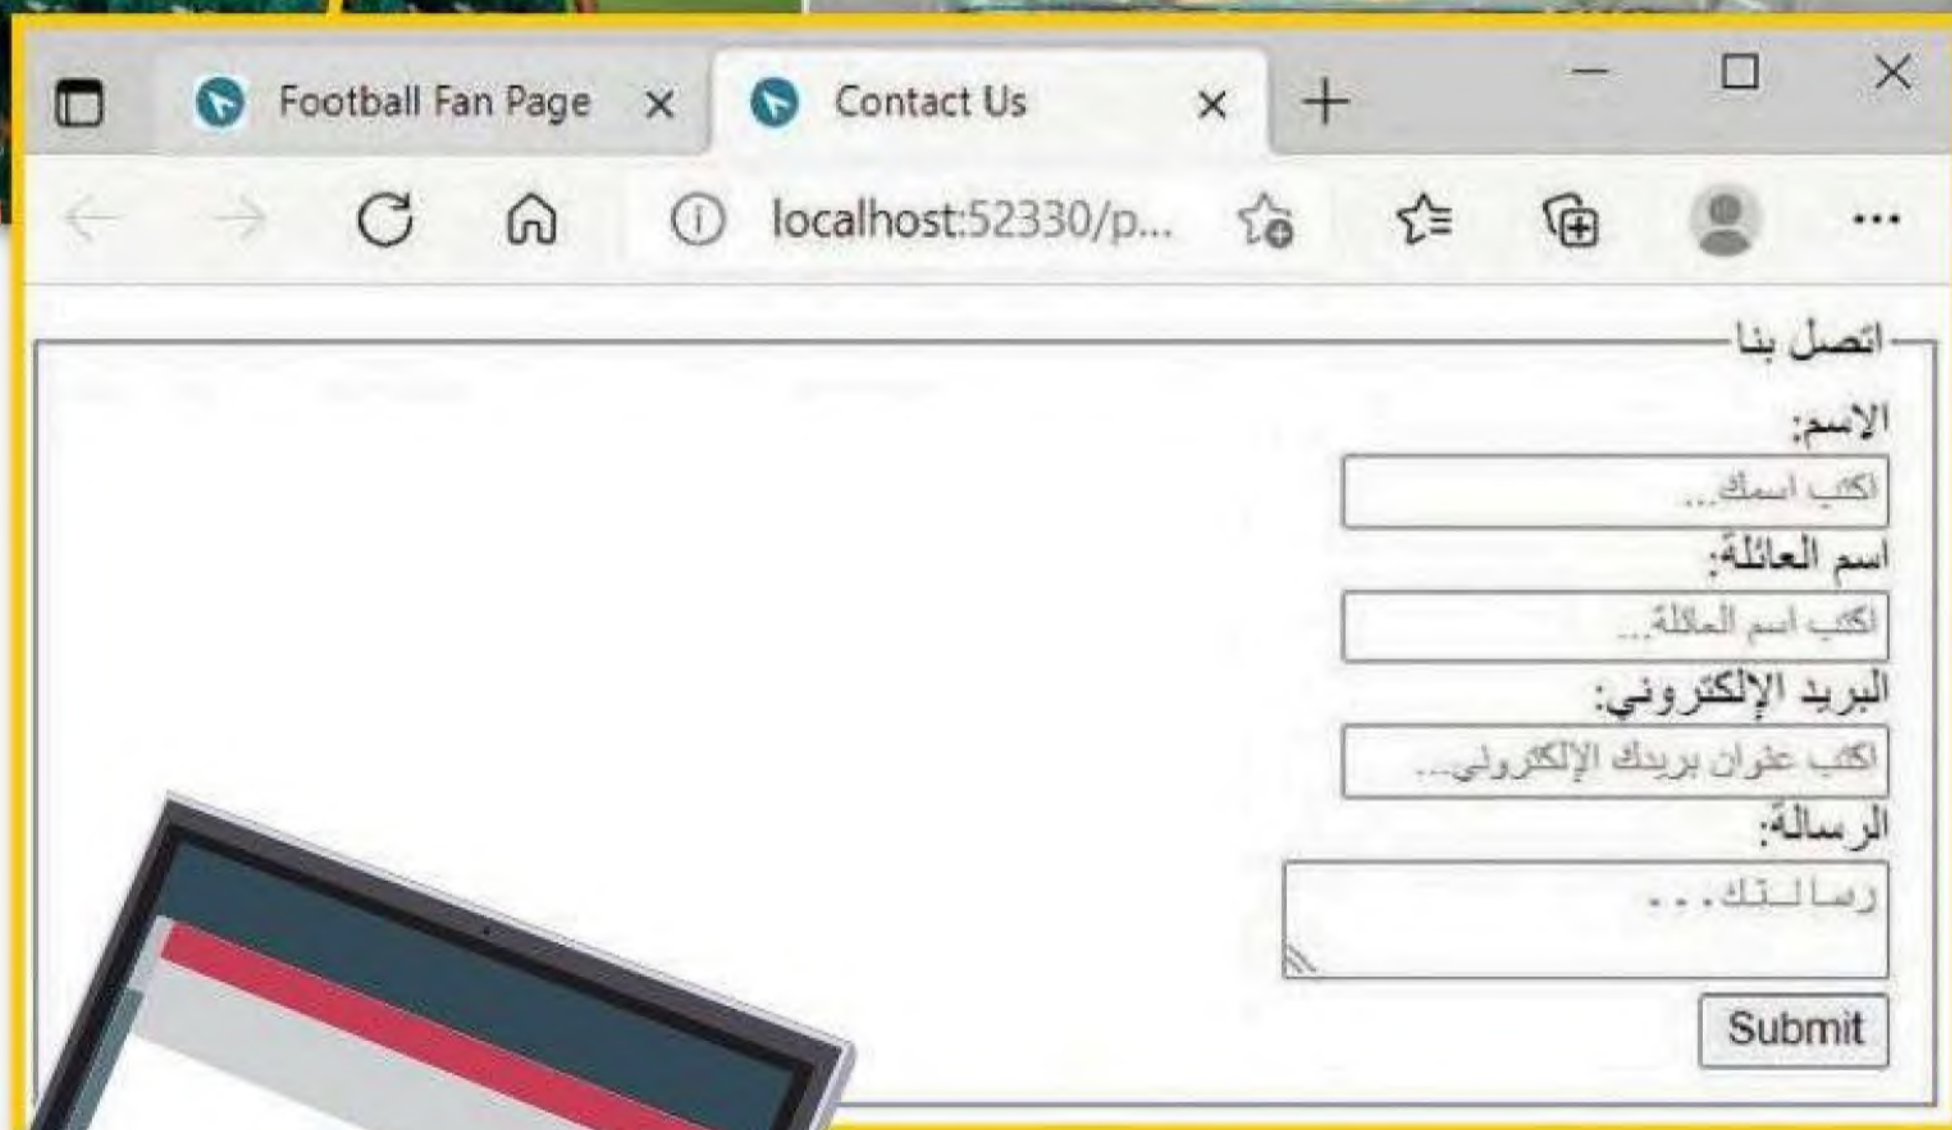 Football Fan Page
Contact Us
localhost:52330/p...
اتصل بنا
الاسم:
اكتب اسمك...
اسم العائلة:
اكتب اسم العائلة...
البريد الإلكتروني:
اكتب عنوان بريدك الإلكتروني...
الرسالة:
رسالتك...
Submit